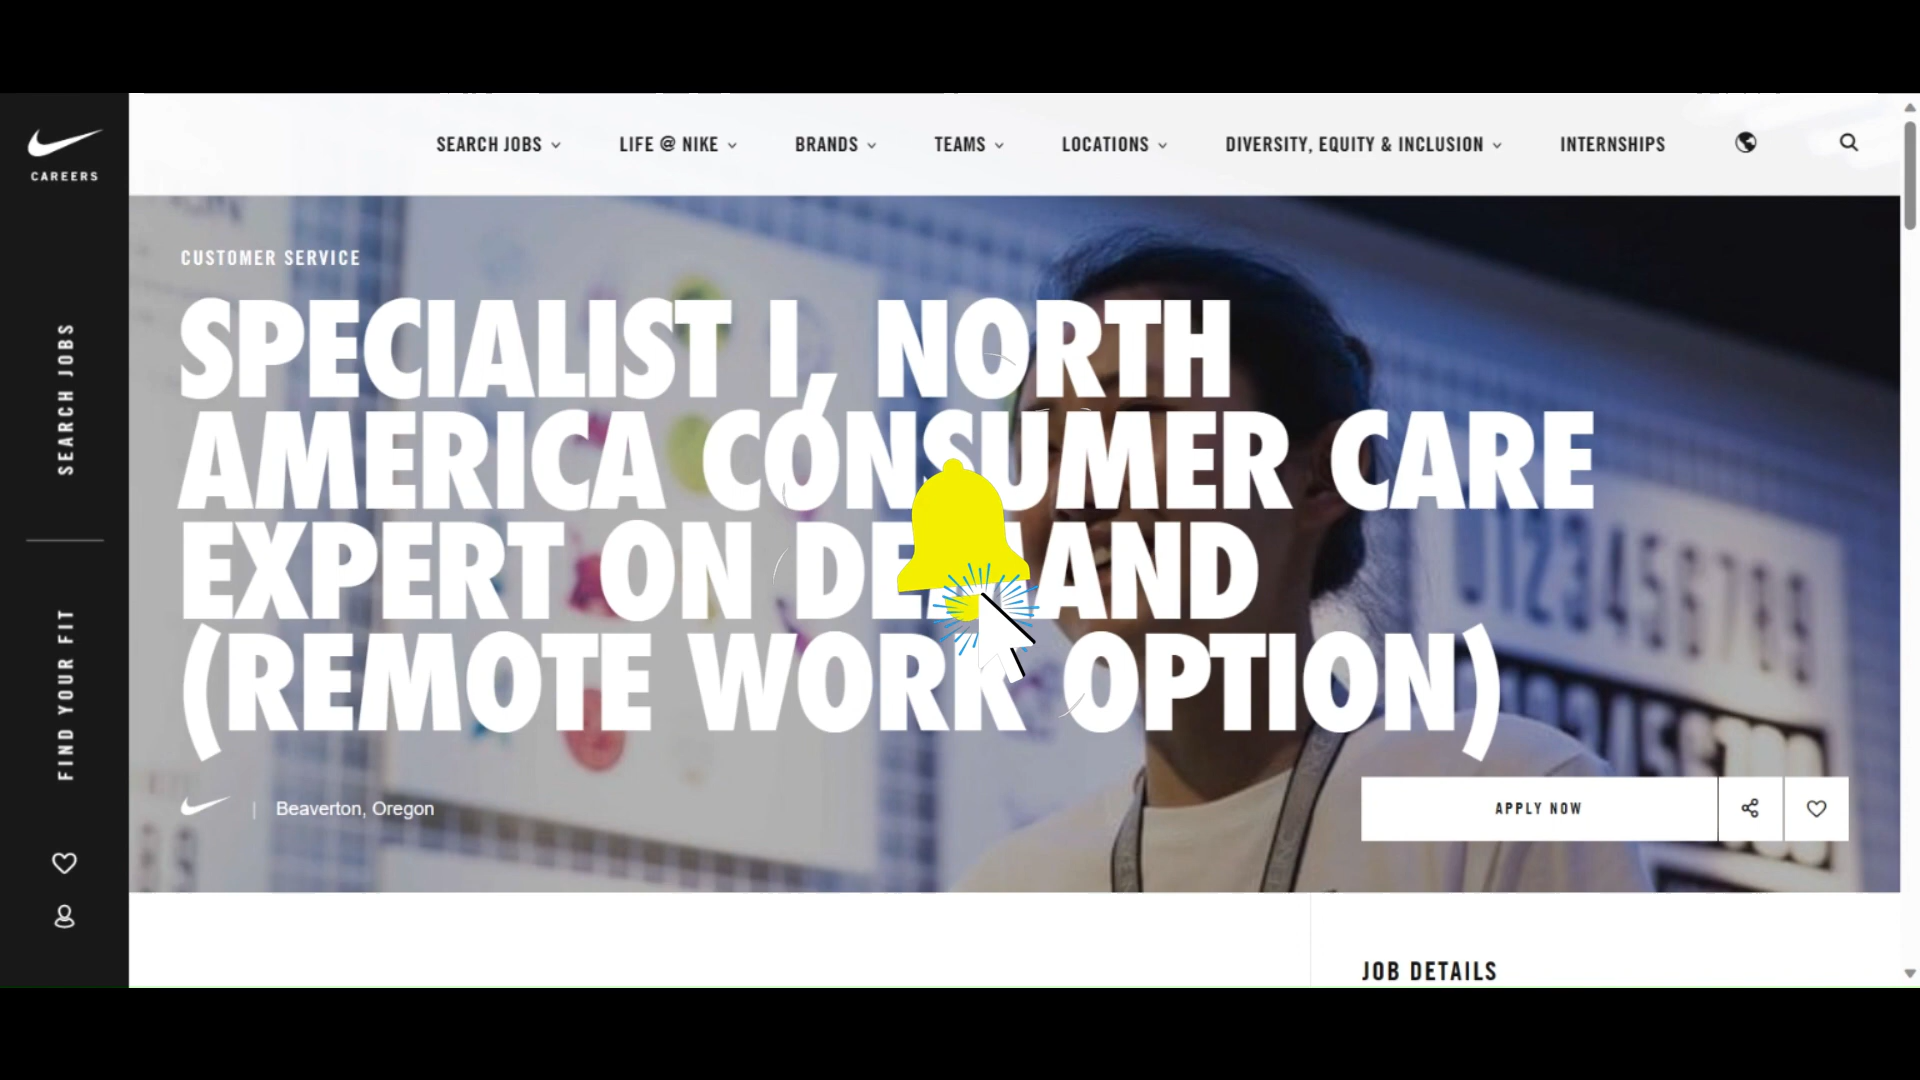 CAREERS
SEARCH JOBS
FIND YOUR FIT
SEARCH JOBS
LIFE @ NIKE
BRANDS
TEAMS
LOCATIONS
DIVERSITY, EQUITY & INCLUSION
INTERNSHIPS
CUSTOMER SERVICE
SPECIALIST I, NORTH
AMERICA CONSUMER CARE
EXPERT ON DEMAND
(REMOTE WORK OPTION)
Beaverton, Oregon
APPLY NOW
JOB DETAILS